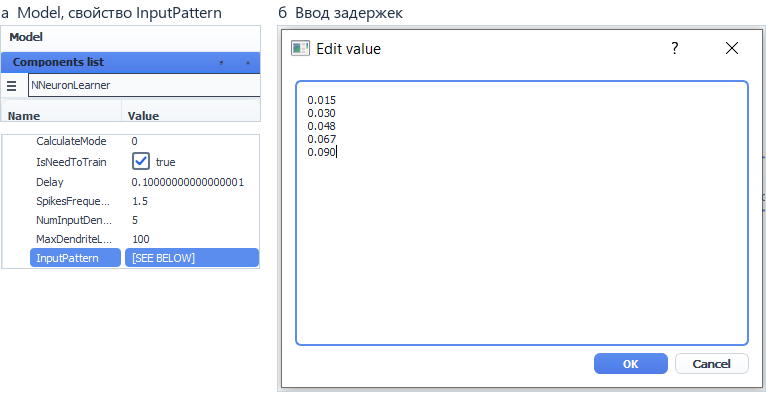 а Model, свойство InputPattern
Model
Components list
NNeuronLearner
Name Value
CalculateMode 0
IsNeedToTrain true
Delay 0.10000000000000001
SpikesFreque... 1.5
NumInputDen... 5
MaxDendriteL... 100
InputPattern [SEE BELOW]
б Ввод задержек
Edit value
?
0.015
0.030
0.048
0.067
0.090
OK Cancel